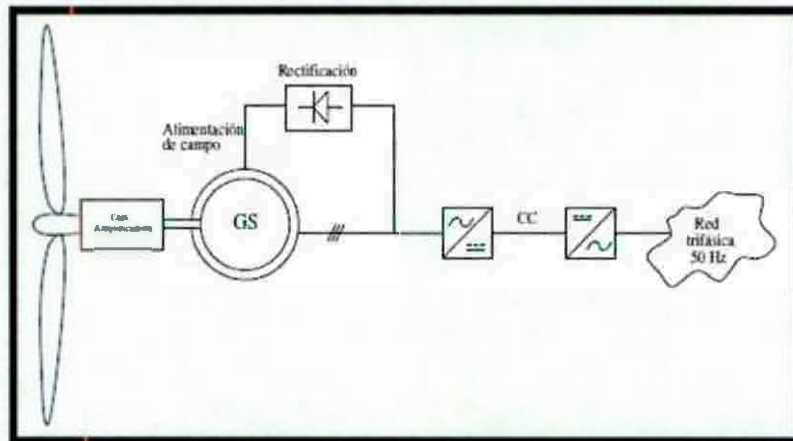 Rectificación
Alimentación
de campo
GS
CC
Red
trifásica
50 Hz